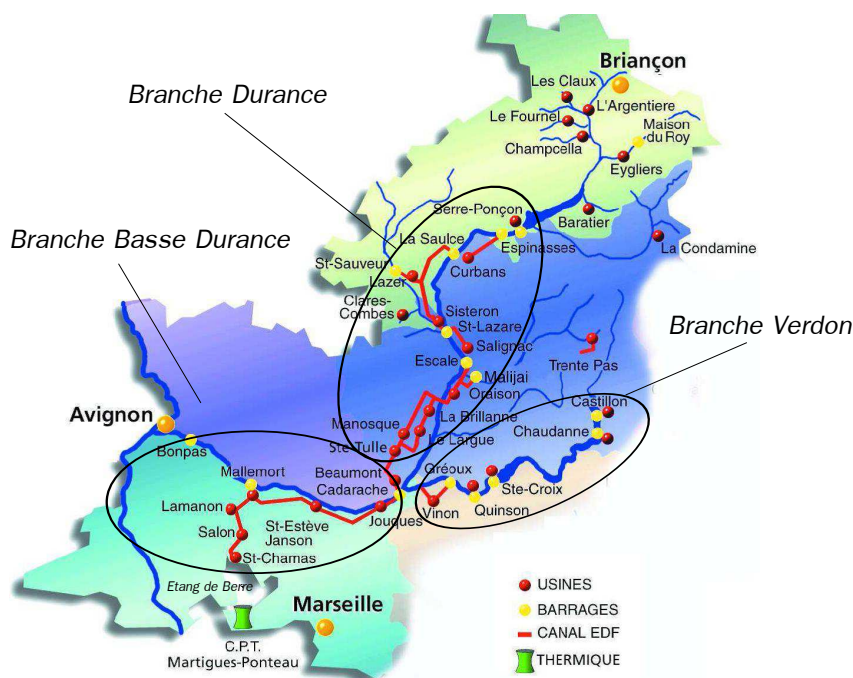 Briançon
Les Claux
Branche Durance
L'Argentiere
Le Fournel
Maison
du Roy
Champcella
Eygliers
Serre-Ponçon
Baratier
La Saulce
Espinasses
Branche Basse Durance
La Condamine
St-Sauveur
Curbans
Lazer
Clares-
Combes
Sisteron
St-Lazare
Branche Verdon
Salignac
Escale
Trente Pas
Malijai
Oraison
Castillon
Avignon
La Brillanne
Manosque
Chaudanne
Le Largue
Ste-Tulle
Bonpas
Beaumont
Gréoux
Mallemort
Cadarache
Ste-Croix
Lamanon
Jouques
Vinon
Quinson
St-Estève
Janson
Salon
St-Chamas
Etang de Berre
USINES
Marseille
BARRAGES
CANAL EDF
C.P.T.
Martigues-Ponteau
THERMIQUE